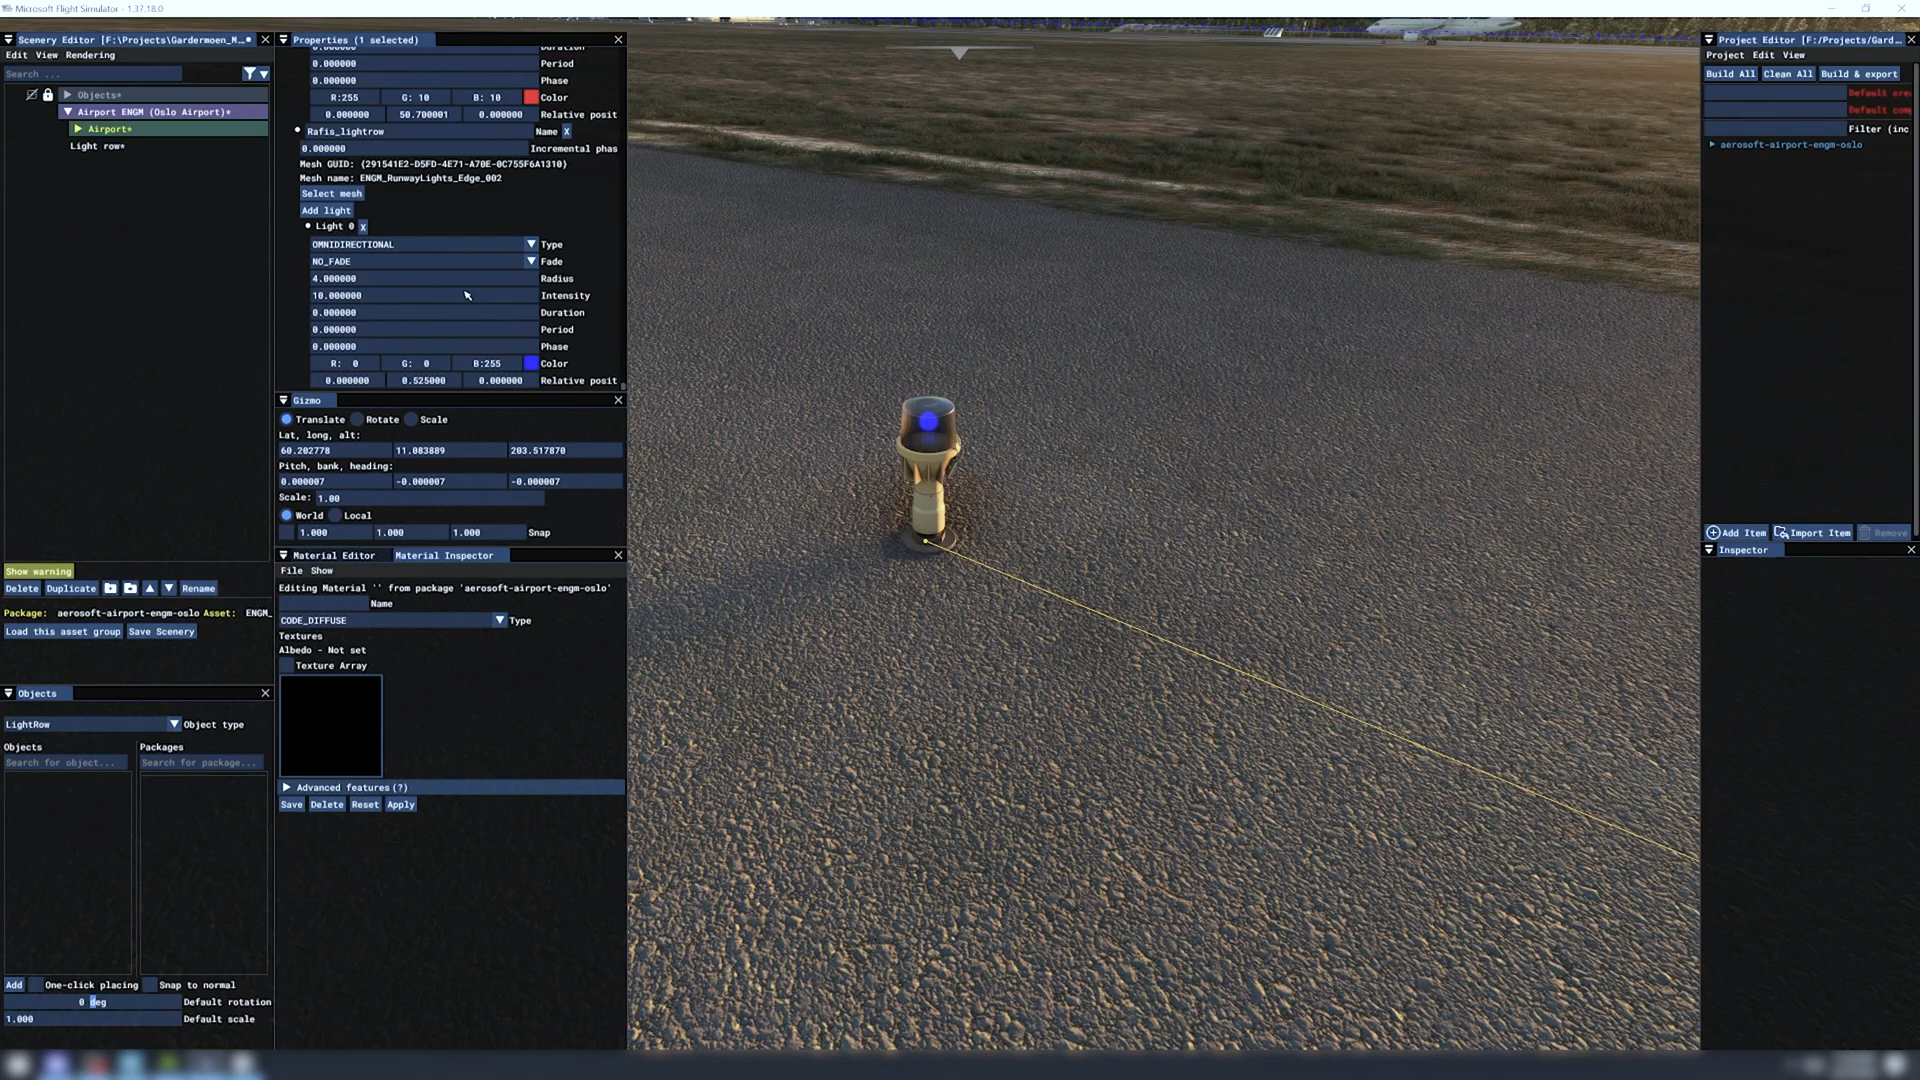 Microsoft Flight Simulator - 1.37.18.0
Scenery Editor [F:\Projects\Gardermoen_M...
Edit View Rendering
Search ...
Objects*
Airport ENGM (Oslo Airport)*
Airport*
Light row*
Show warning
Delete Duplicate Rename
Package: aerosoft-airport-engm-oslo Asset: ENGM_
Load this asset group Save Scenery
Objects
LightRow Object type
Objects Packages
Search for object... Search for package...
Add One-click placing Snap to normal
0 deg Default rotation
1.000 Default scale
Properties (1 selected)
0.000000 Duration
0.000000 Period
0.000000 Phase
R:255 G: 10 B: 10 Color
0.000000 50.700001 0.000000 Relative posit
Rafis_lightrow Name X
0.000000 Incremental phas
Mesh GUID: {291541E2-D5FD-4E71-A70E-0C755F6A1310}
Mesh name: ENGM_RunwayLights_Edge_002
Select mesh
Add light
Light 0 x
OMNIDIRECTIONAL Type
NO_FADE Fade
4.000000 Radius
10.000000 Intensity
0.000000 Duration
0.000000 Period
0.000000 Phase
R: 0 G: 0 B:255 Color
0.000000 0.525000 0.000000 Relative posit
Gizmo
Translate Rotate Scale
Lat, long, alt:
60.202778 11.083889 203.517870
Pitch, bank, heading:
0.000007 -0.000007 -0.000007
Scale: 1.00
World Local
1.000 1.000 1.000 Snap
Material Editor Material Inspector
File Show
Editing Material '' from package 'aerosoft-airport-engm-oslo'
Name
CODE_DIFFUSE Type
Textures
Albedo - Not set
Texture Array
Advanced features(?)
Save Delete Reset Apply
Project Editor [F:/Projects/Gard...
Project Edit View
Build All Clean All Build & export
Default cre
Default com
Filter (inc
aerosoft-airport-engm-oslo
Add Item Import Item Remove
Inspector